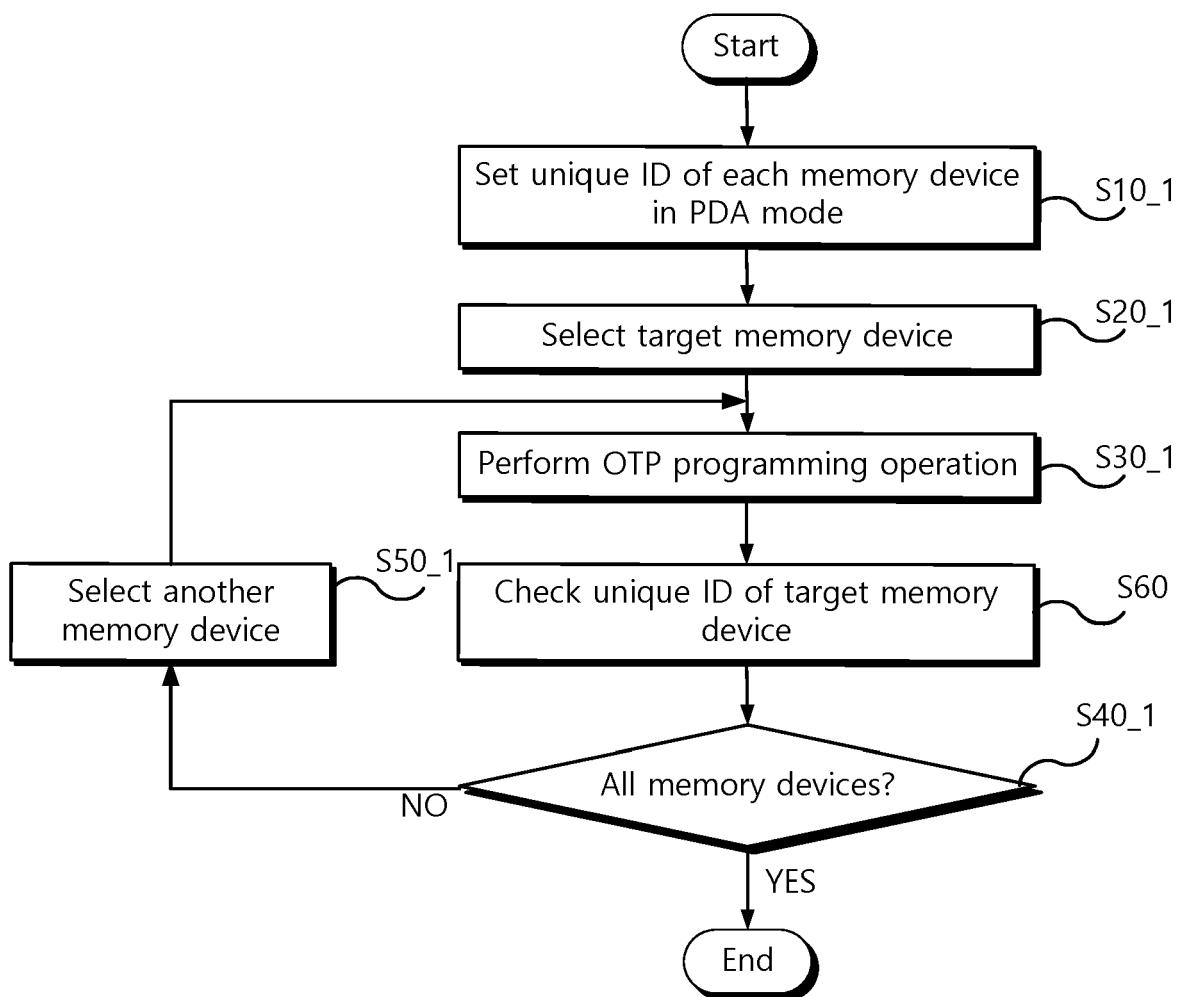 Start
Set unique ID of each memory device
in PDA mode
S10_1
Select target memory device
S20_1
Perform OTP programming operation
S30_1
Select another
memory device
S50_1
Check unique ID of target memory
device
S60
All memory devices?
S40_1
NO
YES
End